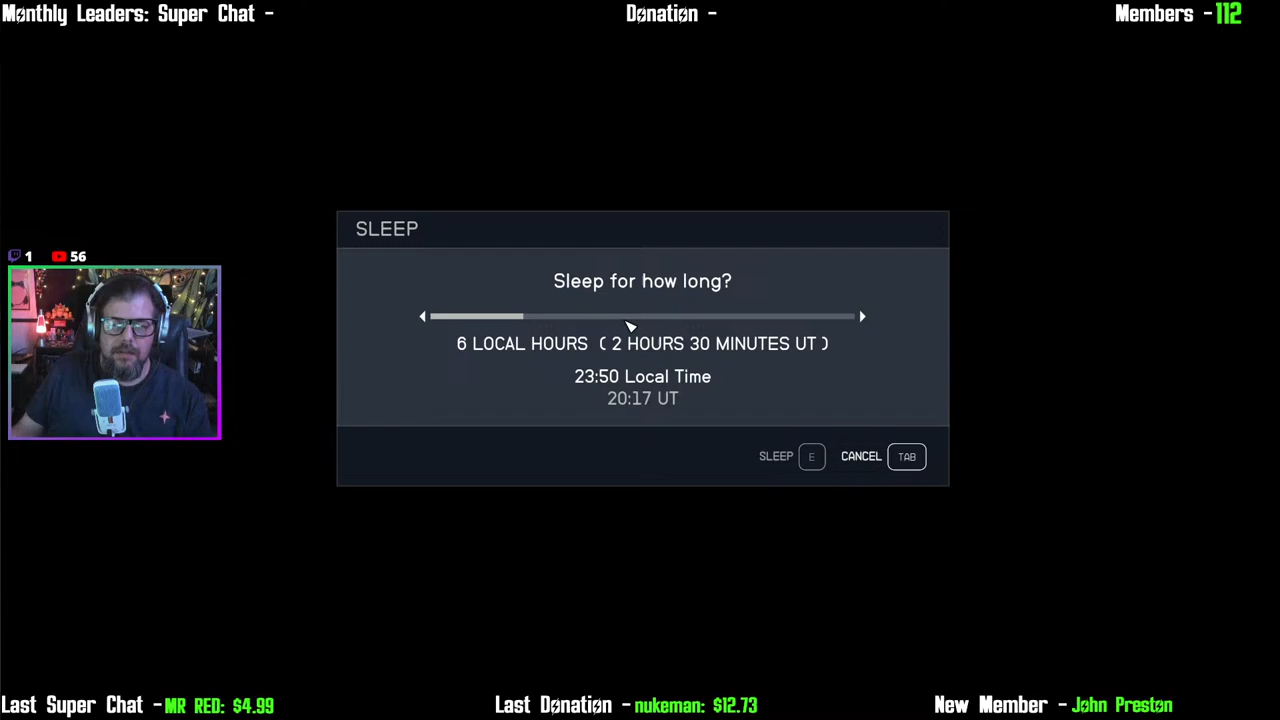 Monthly Leaders: Super Chat -
Donation -
Members - 112
SLEEP
Sleep for how long?
1
56
6 LOCAL HOURS ( 2 HOURS 30 MINUTES UT )
23:50 Local Time
20:17 UT
SLEEP E CANCEL TAB
Last Super Chat - MR RED: $4.99
Last Donation - nukeman: $12.73
New Member - John Preston